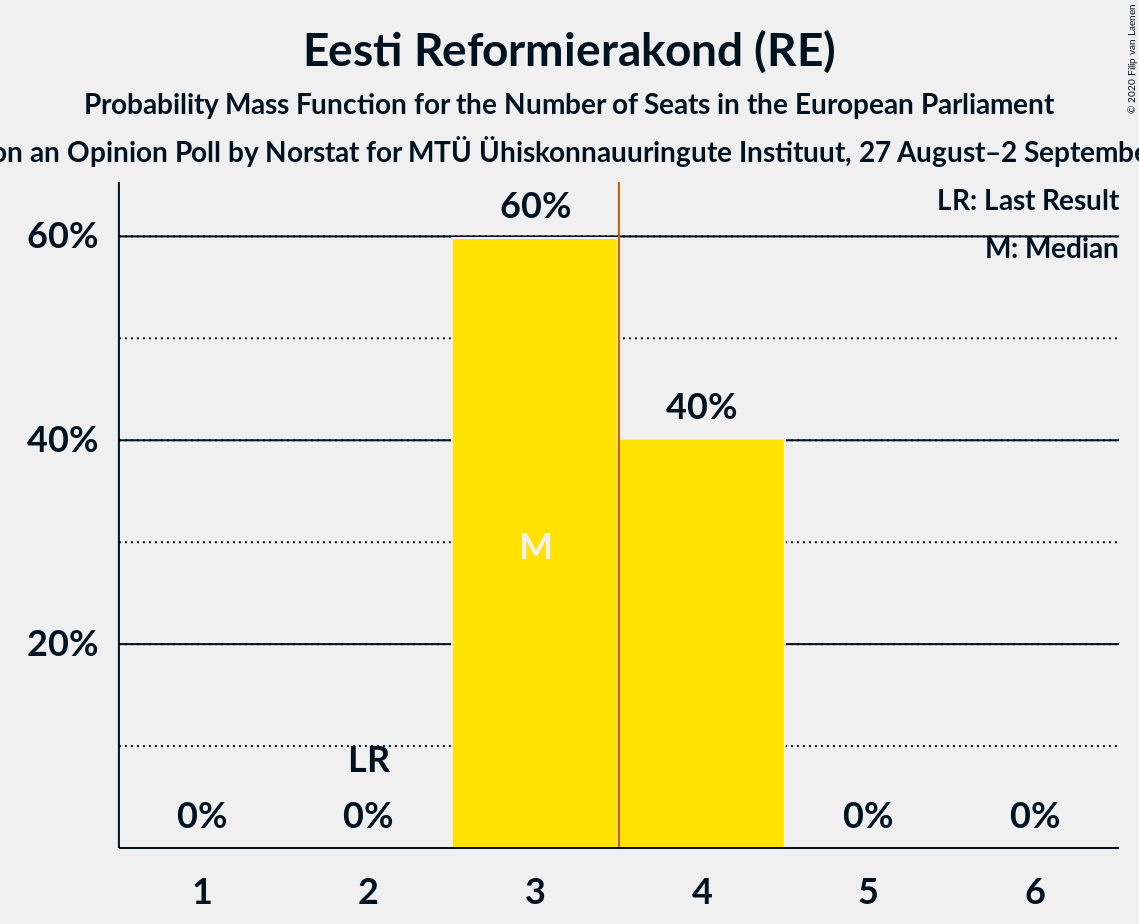 Eesti Reformierakond (RE)
Probability Mass Function for the Number of Seats in the European Parliament
on an Opinion Poll by Norstat for MTÜ Ühiskonnauuringute Instituut, 27 August–2 Septembe
© 2020 Filip van Laenen
LR: Last Result
M: Median
60%
60%
40%
40%
M
20%
LR
0% 0% 0% 0%
1 2 3 4 5 6